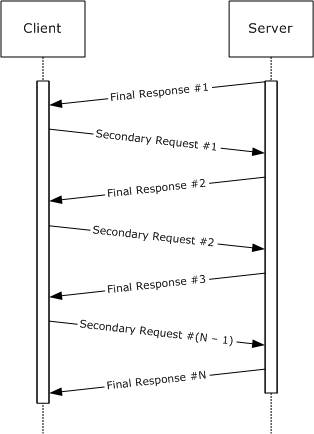 Client
Server
Final Response #1
Secondary Request #1
Final Response #2
Secondary Request #2
Final Response #3
Secondary Request #(N – 1)
Final Response #N